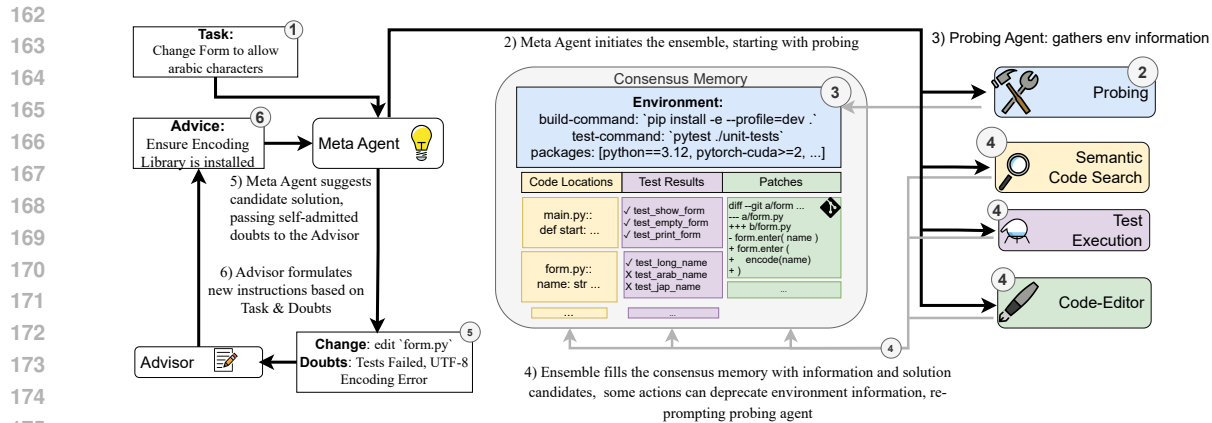 162
163
164
165
166
167
168
169
170
171
172
173
174
Task:
Change Form to allow
arabic characters
1
Advice:
Ensure Encoding
Library is installed
6
Meta Agent
5) Meta Agent suggests
candidate solution,
passing self-admitted
doubts to the Advisor
6) Advisor formulates
new instructions based on
Task & Doubts
Advisor
Change: edit `form.py`
Doubts: Tests Failed, UTF-8
Encoding Error
5
2) Meta Agent initiates the ensemble, starting with probing
Consensus Memory
3
Environment:
build-command: `pip install -e --profile=dev .`
test-command: `pytest ./unit-tests`
packages: [python==3.12, pytorch-cuda>=2, ...]
Code Locations
main.py::
def start: ...
form.py::
name: str ...
...
Test Results
✓ test_show_form
✓ test_empty_form
✓ test_print_form
✓ test_long_name
X test_arab_name
X test_jap_name
...
Patches
diff --git a/form ...
--- a/form.py
+++ b/form.py
- form.enter( name )
+ form.enter (
+ encode(name)
+ )
...
4
4) Ensemble fills the consensus memory with information and solution
candidates, some actions can deprecate environment information, re-
prompting probing agent
3) Probing Agent: gathers env information
2
Probing
4
Semantic
Code Search
4
Test
Execution
4
Code-Editor